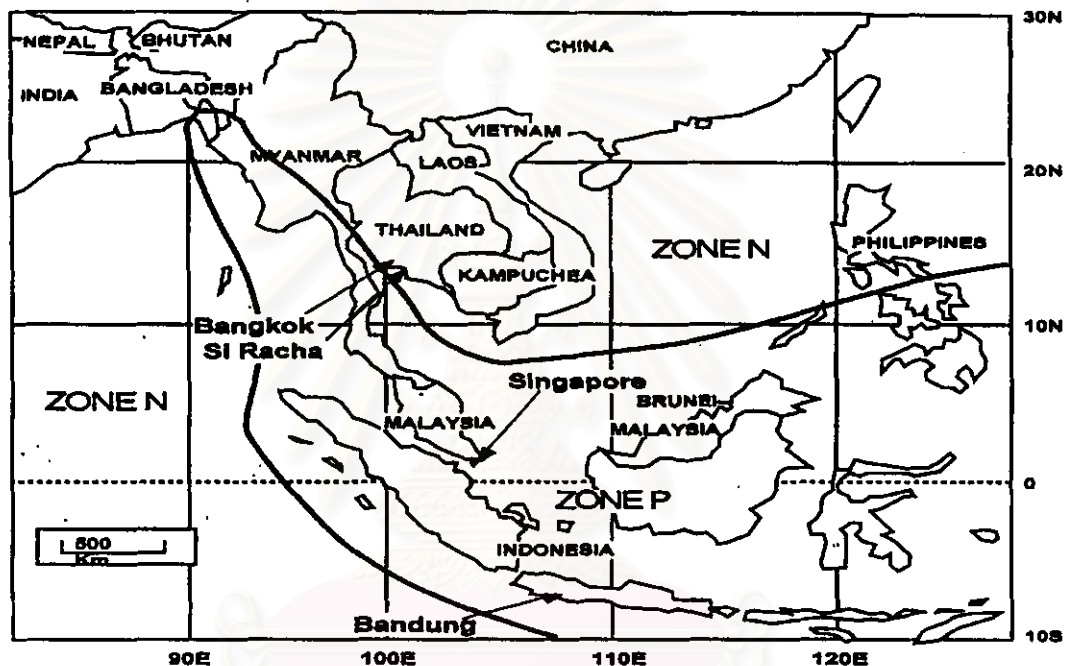 30N
NEPAL BHUTAN
CHINA
INDIA BANGLADESH
VIETNAM
MYANMAR LAOS
20N
THAILAND
ZONE N
PHILIPPINES
KAMPUCHEA
Bangkok
10N
Si Racha
Singapore
ZONE N
BRUNEI
MALAYSIA
MALAYSIA
0
ZONE P
500
Km
INDONESIA
Bandung
10S
90E 100E 110E 120E